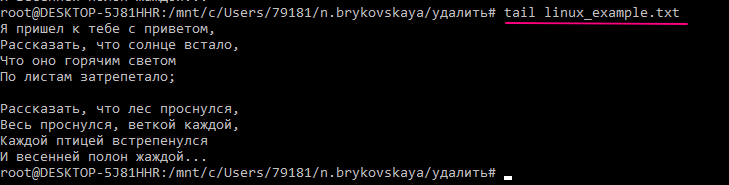 root@DESKTOP-5J81HHR:/mnt/c/Users/79181/n.brykovskaya/удалить# tail linux_example.txt
Я пришел к тебе с приветом,
Рассказать, что солнце встало,
Что оно горячим светом
По листам затрепетало;
Рассказать, что лес проснулся,
Весь проснулся, веткой каждой,
Каждой птицей встрепенулся
И весенней полон жаждой...
root@DESKTOP-5J81HHR:/mnt/c/Users/79181/n.brykovskaya/удалить#